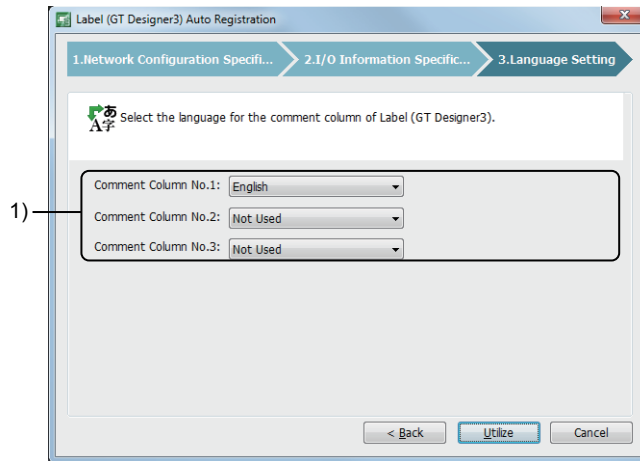 Label (GT Designer3) Auto Registration
1.Network Configuration Specifi... 2.I/O Information Specific... 3.Language Setting
あ
A字 Select the language for the comment column of Label (GT Designer3).
1)
Comment Column No.1: English
Comment Column No.2: Not Used
Comment Column No.3: Not Used
< Back Utilize Cancel